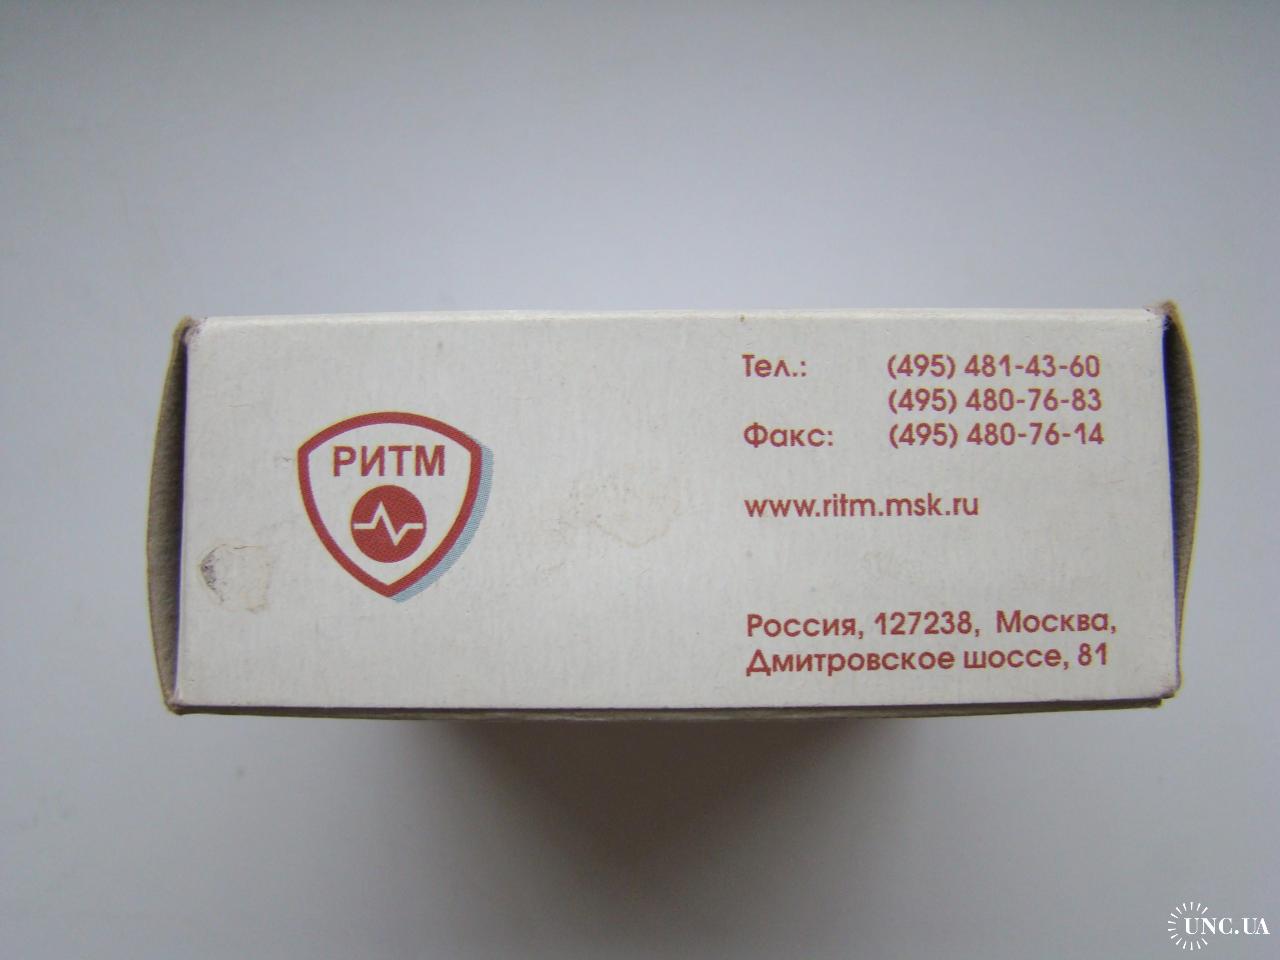 РИТМ
Тел.: (495) 481-43-60
(495) 480-76-83
Факс: (495) 480-76-14
www.ritm.msk.ru
Россия, 127238, Москва,
Дмитровское шоссе, 81
UNC.UA